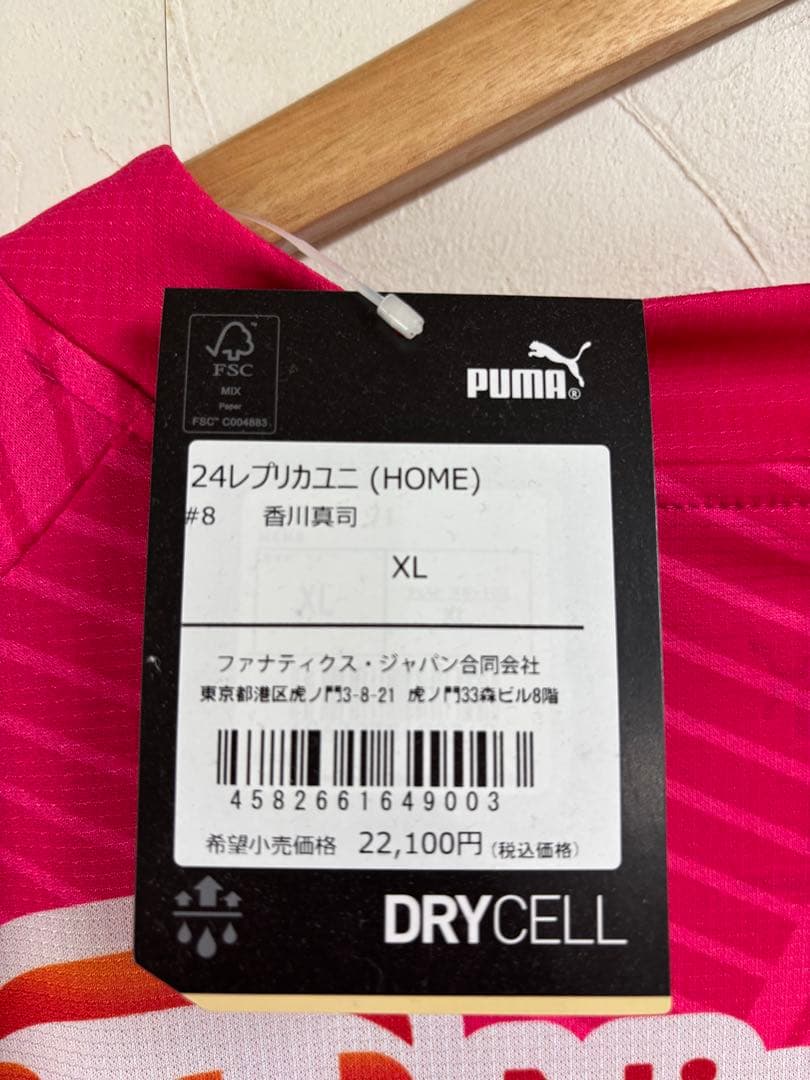 FSC
MIX
Paper
FSC™ C004883
PUMA®
24レプリカユニ (HOME)
#8 香川真司
XL
ファナティクス・ジャパン合同会社
東京都港区虎ノ門3-8-21 虎ノ門33森ビル8階
4582661649003
希望小売価格 22,100円 (税込価格)
DRYCELL